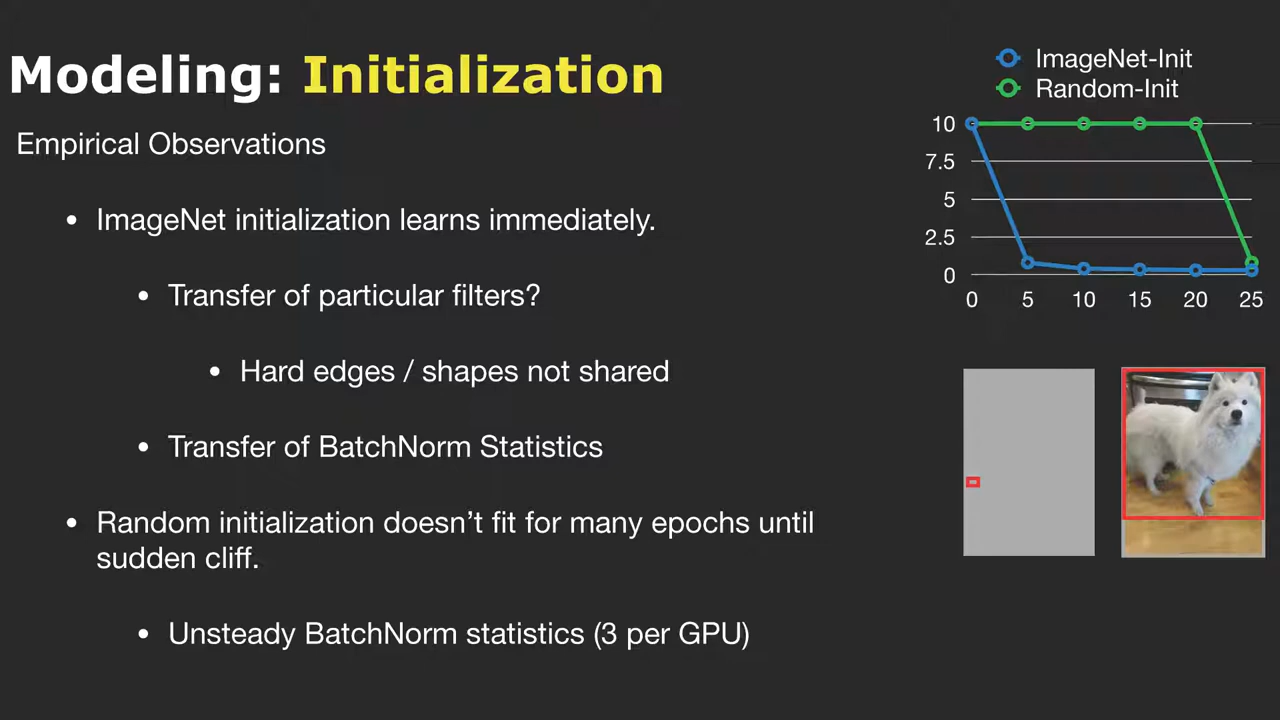 Modeling: Initialization
Empirical Observations
• ImageNet initialization learns immediately.
• Transfer of particular filters?
• Hard edges / shapes not shared
• Transfer of BatchNorm Statistics
• Random initialization doesn’t fit for many epochs until
sudden cliff.
• Unsteady BatchNorm statistics (3 per GPU)
ImageNet-Init
Random-Init
10
7.5
5
2.5
0
0 5 10 15 20 25